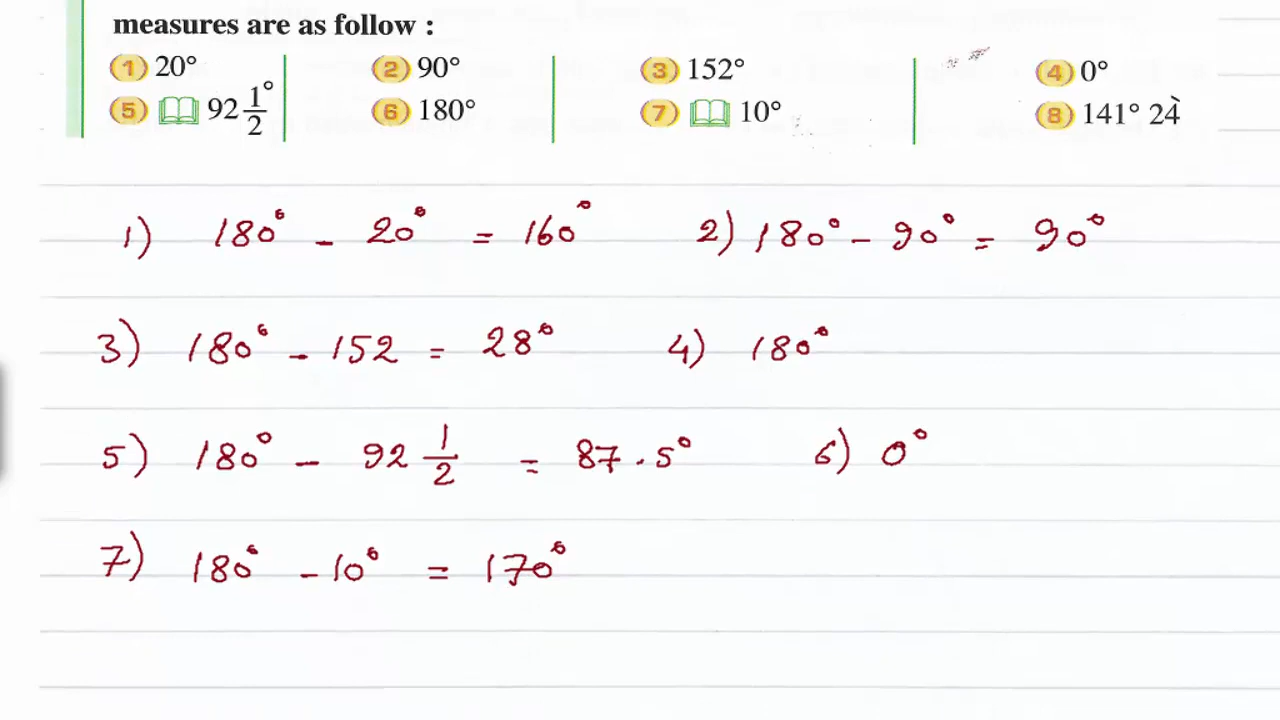 measures are as follow :
1 20° 2 90° 3 152° 4 0°
5 92 1/2° 6 180° 7 10° 8 141° 24̀
1) 180° - 20° = 160° 2) 180° - 90° = 90°
3) 180° - 152 = 28° 4) 180°
5) 180° - 92 1/2 = 87.5° 6) 0°
7) 180° - 10° = 170°